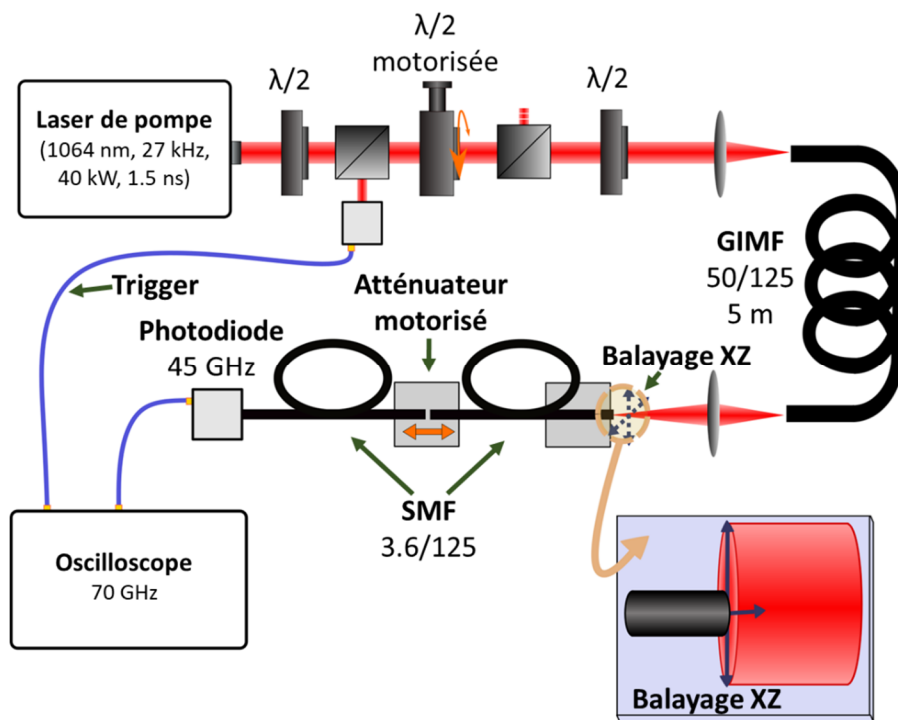 λ/2
motorisée
λ/2
λ/2
Laser de pompe
(1064 nm, 27 kHz,
40 kW, 1.5 ns)
GIMF
50/125
5 m
Trigger
Atténuateur
motorisé
Photodiode
45 GHz
Balayage XZ
SMF
3.6/125
Oscilloscope
70 GHz
Balayage XZ